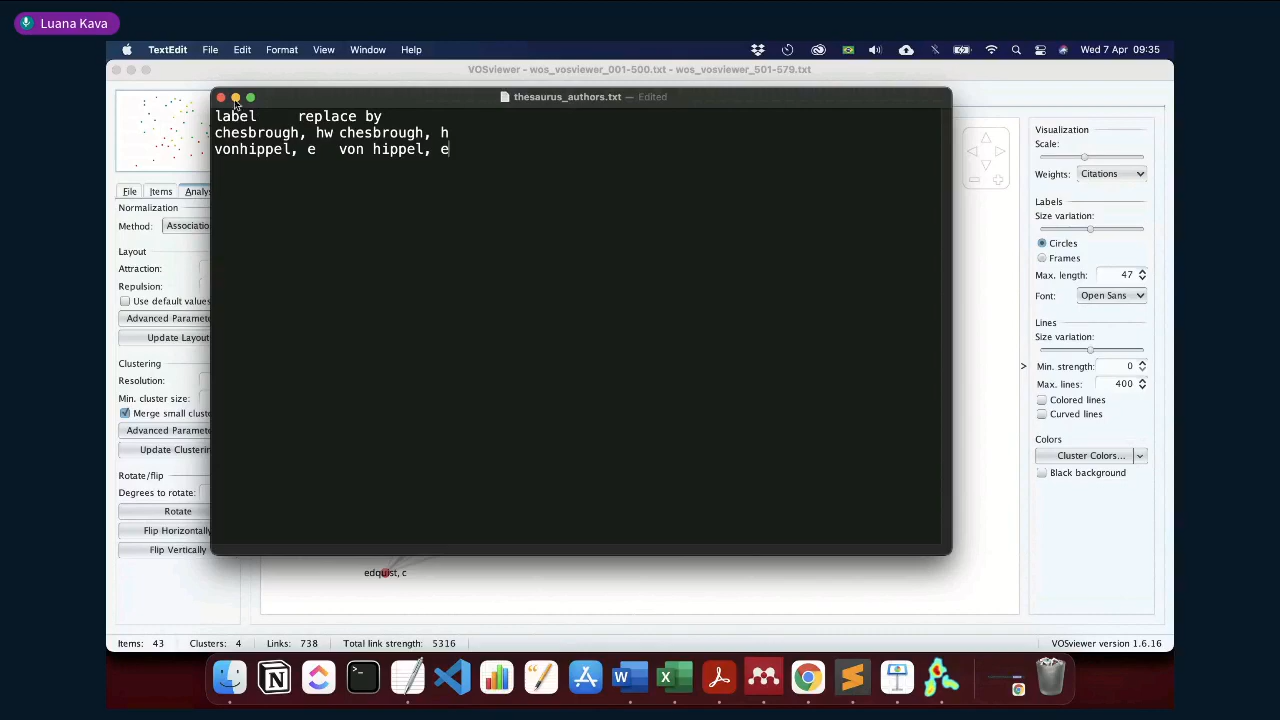 Luana Kava
TextEdit File Edit Format View Window Help
Wed 7 Apr 09:35
VOSviewer - wos_vosviewer_001-500.txt - wos_vosviewer_501-579.txt
thesaurus_authors.txt — Edited
label replace by
chesbrough, hw chesbrough, h
vonhippel, e von hippel, e
File Items Analys
Normalization
Method: Associatio
Layout
Attraction:
Repulsion:
Use default values
Advanced Parame
Update Layout
Clustering
Resolution:
Min. cluster size:
Merge small cluste
Advanced Parame
Update Clustering
Rotate/flip
Degrees to rotate:
Rotate
Flip Horizontally
Flip Vertically
edquist, c
Visualization
Scale:
Weights: Citations
Labels
Size variation:
Circles
Frames
Max. length: 47
Font: Open Sans
Lines
Size variation:
Min. strength: 0
Max. lines: 400
Colored lines
Curved lines
Colors
Cluster Colors...
Black background
>
Items: 43 Clusters: 4 Links: 738 Total link strength: 5316
VOSviewer version 1.6.16